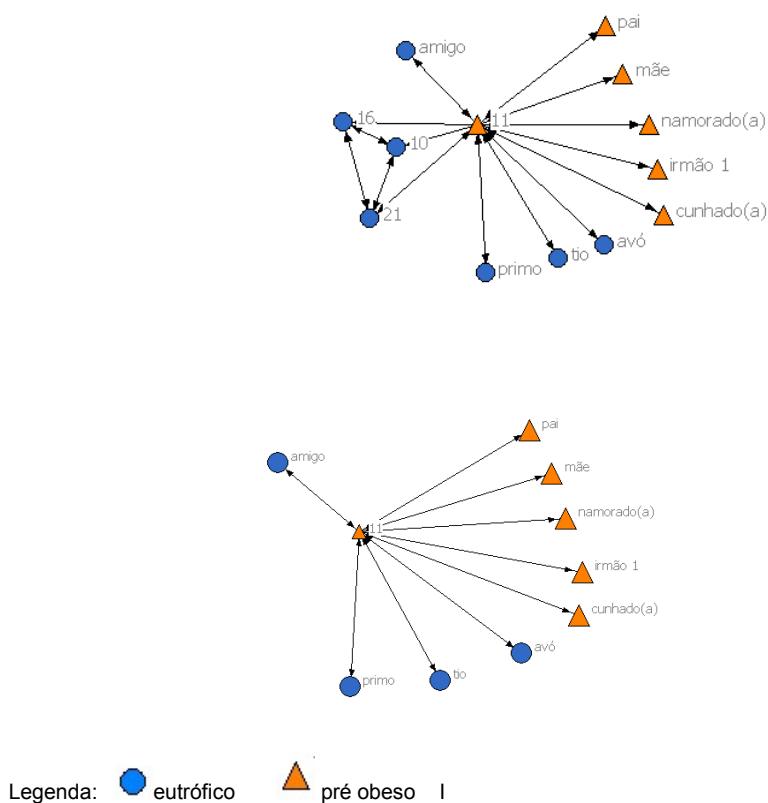 pai
amigo
mãe
16
11
namorado(a)
10
irmão 1
21
cunhado(a)
avó
tio
primo
pai
amigo
mãe
namorado(a)
11
irmão 1
cunhado(a)
avó
tio
primo
Legenda: eutrófico pré obeso I